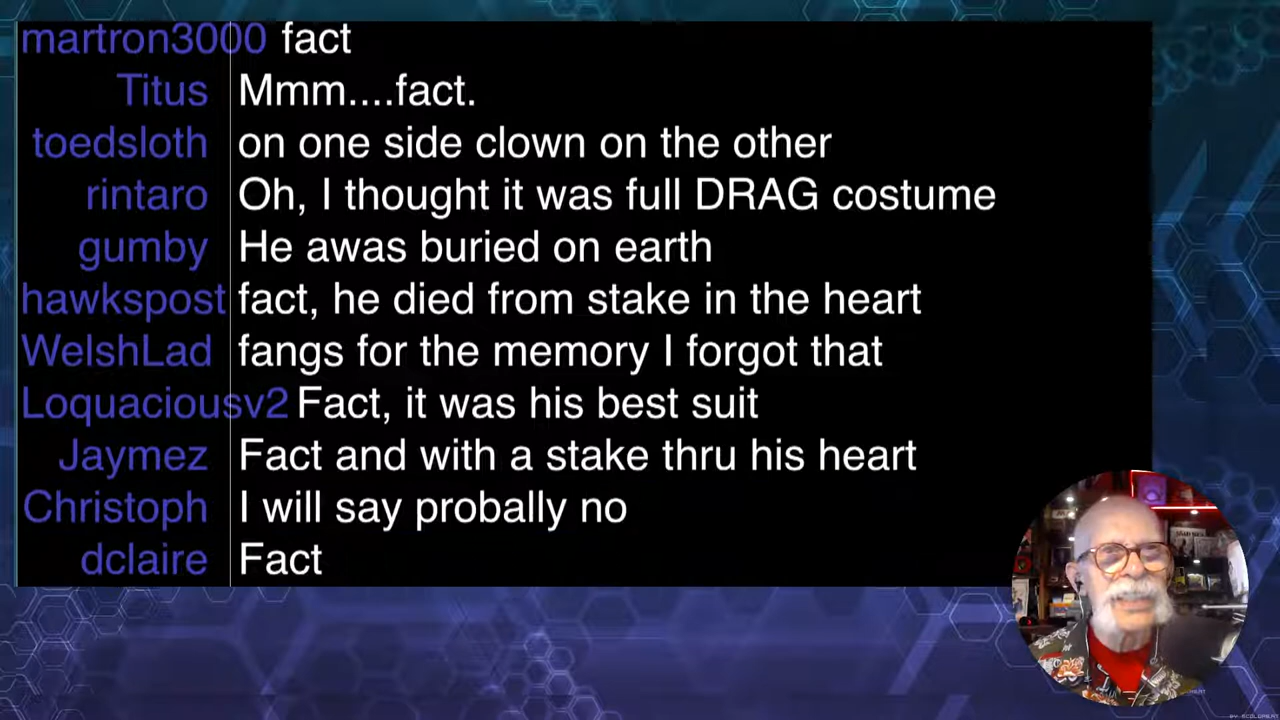 martron3000 fact
Titus Mmm....fact.
toedsloth on one side clown on the other
rintaro Oh, I thought it was full DRAG costume
gumby He awas buried on earth
hawkspost fact, he died from stake in the heart
WelshLad fangs for the memory I forgot that
Loquaciousv2 Fact, it was his best suit
Jaymez Fact and with a stake thru his heart
Christoph I will say probally no
dclaire Fact